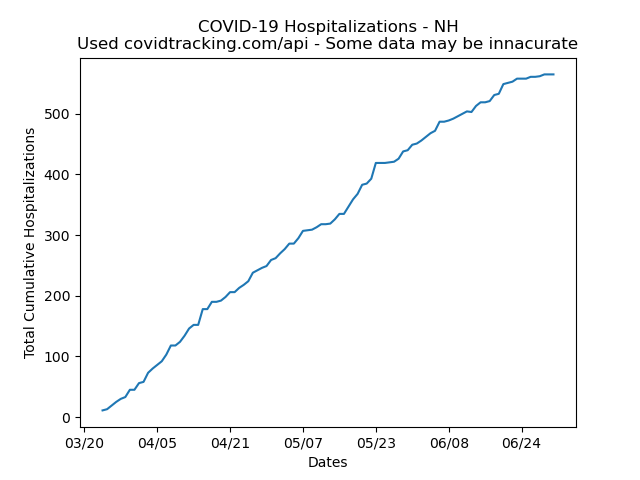 COVID-19 Hospitalizations - NH
Used covidtracking.com/api - Some data may be innacurate
Total Cumulative Hospitalizations
500
400
300
200
100
0
03/20 04/05 04/21 05/07 05/23 06/08 06/24
Dates